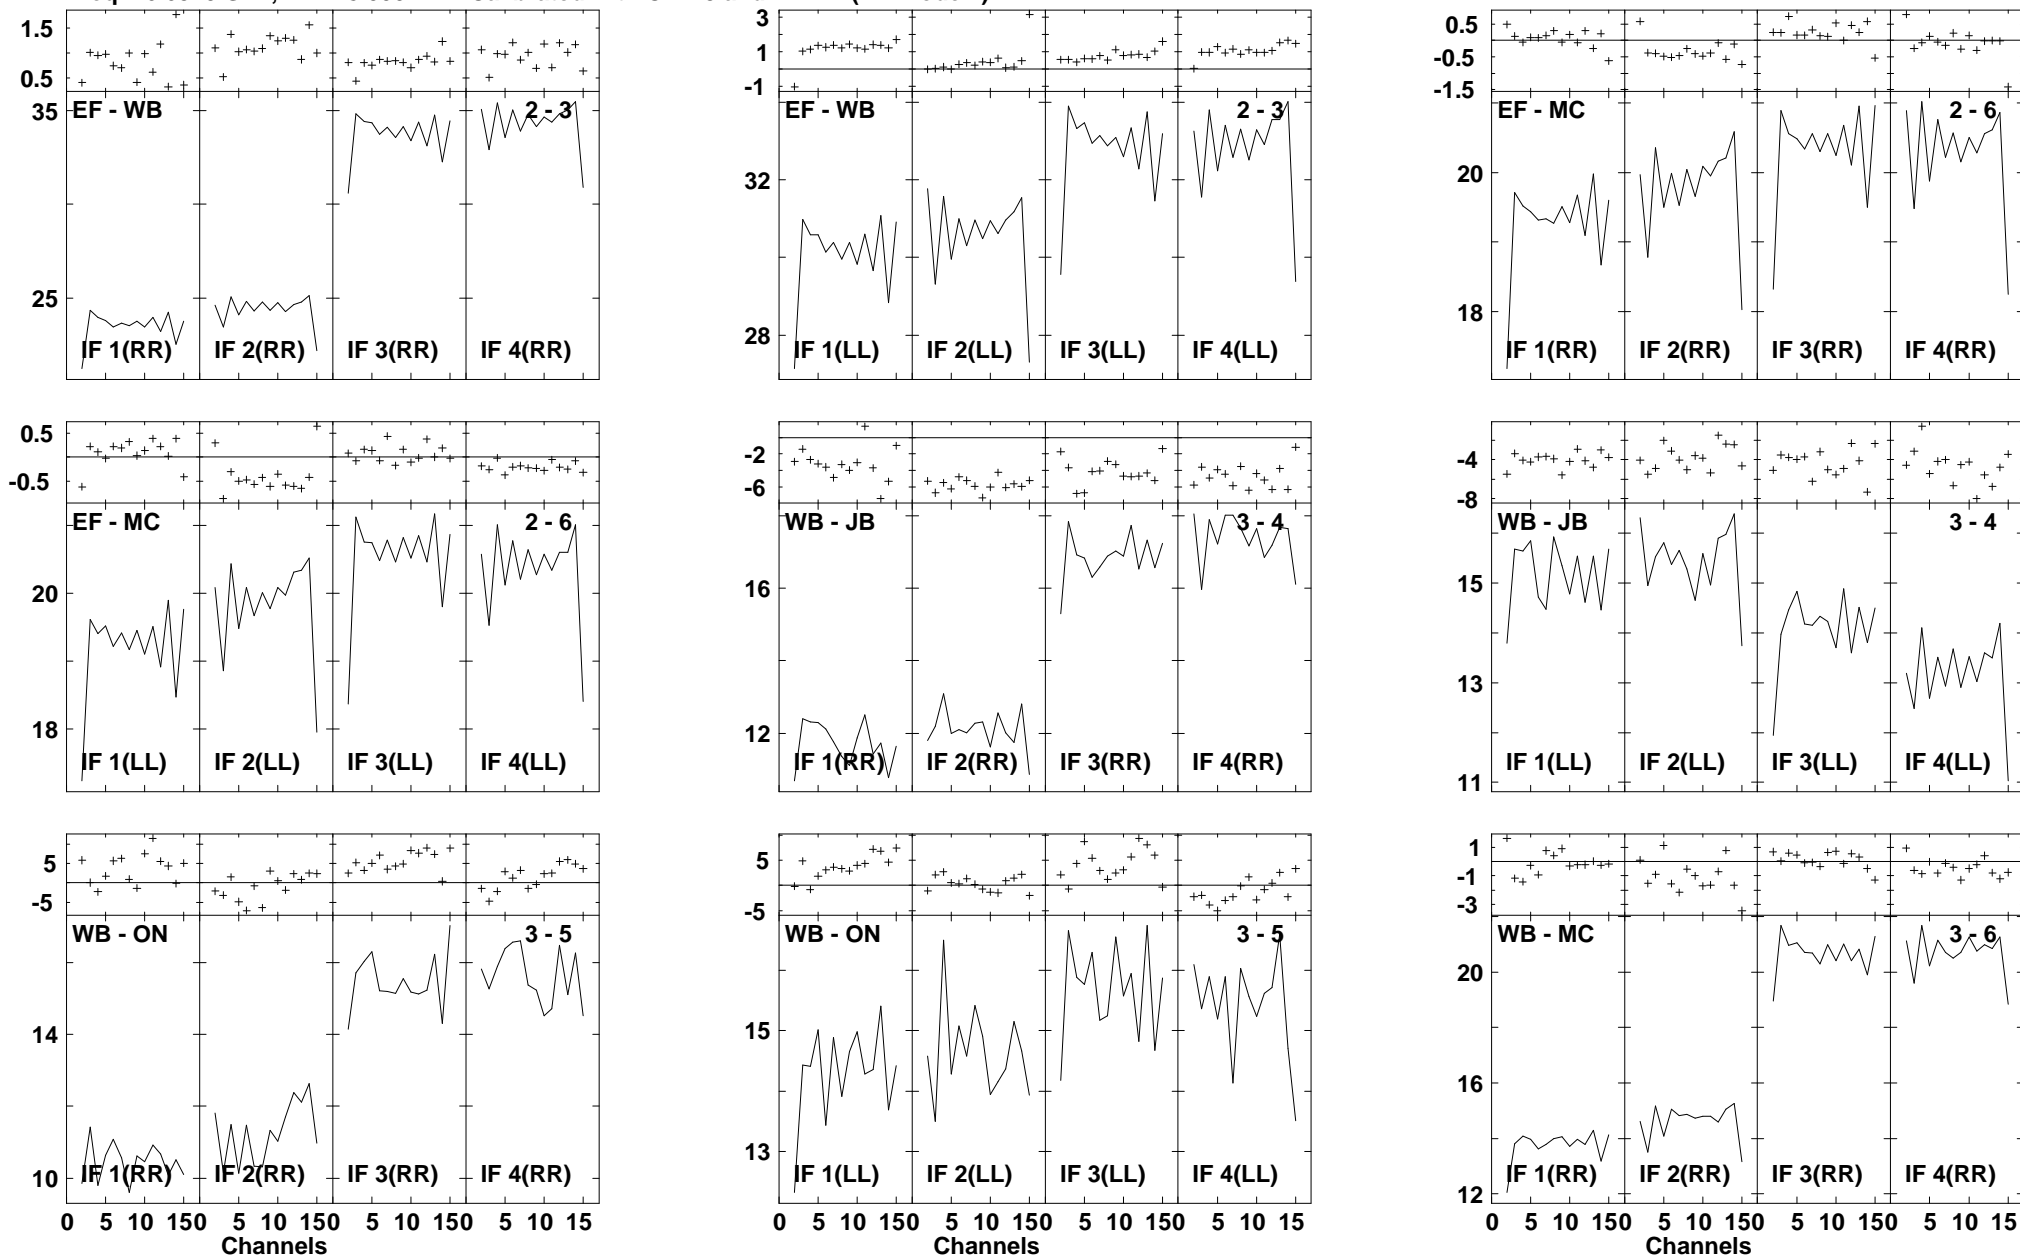 1.5
0.5
35
25
EF - WB
2 - 3
IF 1(RR) IF 2(RR) IF 3(RR) IF 4(RR)
3
1
-1
32
28
EF - WB
2 - 3
IF 1(LL) IF 2(LL) IF 3(LL) IF 4(LL)
0.5
-0.5
-1.5
20
18
EF - MC
2 - 6
IF 1(RR) IF 2(RR) IF 3(RR) IF 4(RR)
0.5
-0.5
20
18
EF - MC
2 - 6
IF 1(LL) IF 2(LL) IF 3(LL) IF 4(LL)
-2
-6
16
12
WB - JB
3 - 4
IF 1(RR) IF 2(RR) IF 3(RR) IF 4(RR)
-4
-8
15
13
11
WB - JB
3 - 4
IF 1(LL) IF 2(LL) IF 3(LL) IF 4(LL)
5
-5
14
10
WB - ON
3 - 5
IF 1(RR) IF 2(RR) IF 3(RR) IF 4(RR)
0 5 10 150 5 10 150 5 10 150 5 10 15
Channels
5
-5
15
13
WB - ON
3 - 5
IF 1(LL) IF 2(LL) IF 3(LL) IF 4(LL)
0 5 10 150 5 10 150 5 10 150 5 10 15
Channels
1
-1
-3
20
16
12
WB - MC
3 - 6
IF 1(RR) IF 2(RR) IF 3(RR) IF 4(RR)
0 5 10 150 5 10 150 5 10 150 5 10 15
Channels